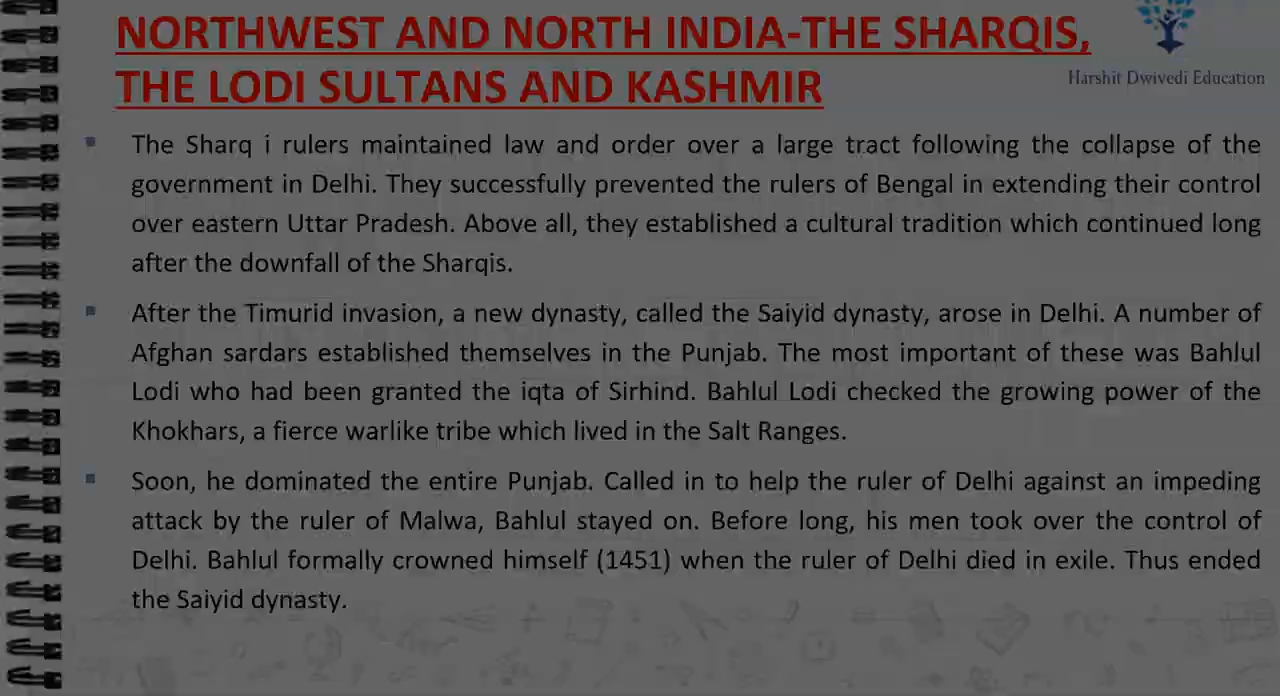 NORTHWEST AND NORTH INDIA-THE SHARQIS,
THE LODI SULTANS AND KASHMIR
Harshit Dwivedi Education
▪ The Sharq i rulers maintained law and order over a large tract following the collapse of the
government in Delhi. They successfully prevented the rulers of Bengal in extending their control
over eastern Uttar Pradesh. Above all, they established a cultural tradition which continued long
after the downfall of the Sharqis.
▪ After the Timurid invasion, a new dynasty, called the Saiyid dynasty, arose in Delhi. A number of
Afghan sardars established themselves in the Punjab. The most important of these was Bahlul
Lodi who had been granted the iqta of Sirhind. Bahlul Lodi checked the growing power of the
Khokhars, a fierce warlike tribe which lived in the Salt Ranges.
▪ Soon, he dominated the entire Punjab. Called in to help the ruler of Delhi against an impeding
attack by the ruler of Malwa, Bahlul stayed on. Before long, his men took over the control of
Delhi. Bahlul formally crowned himself (1451) when the ruler of Delhi died in exile. Thus ended
the Saiyid dynasty.